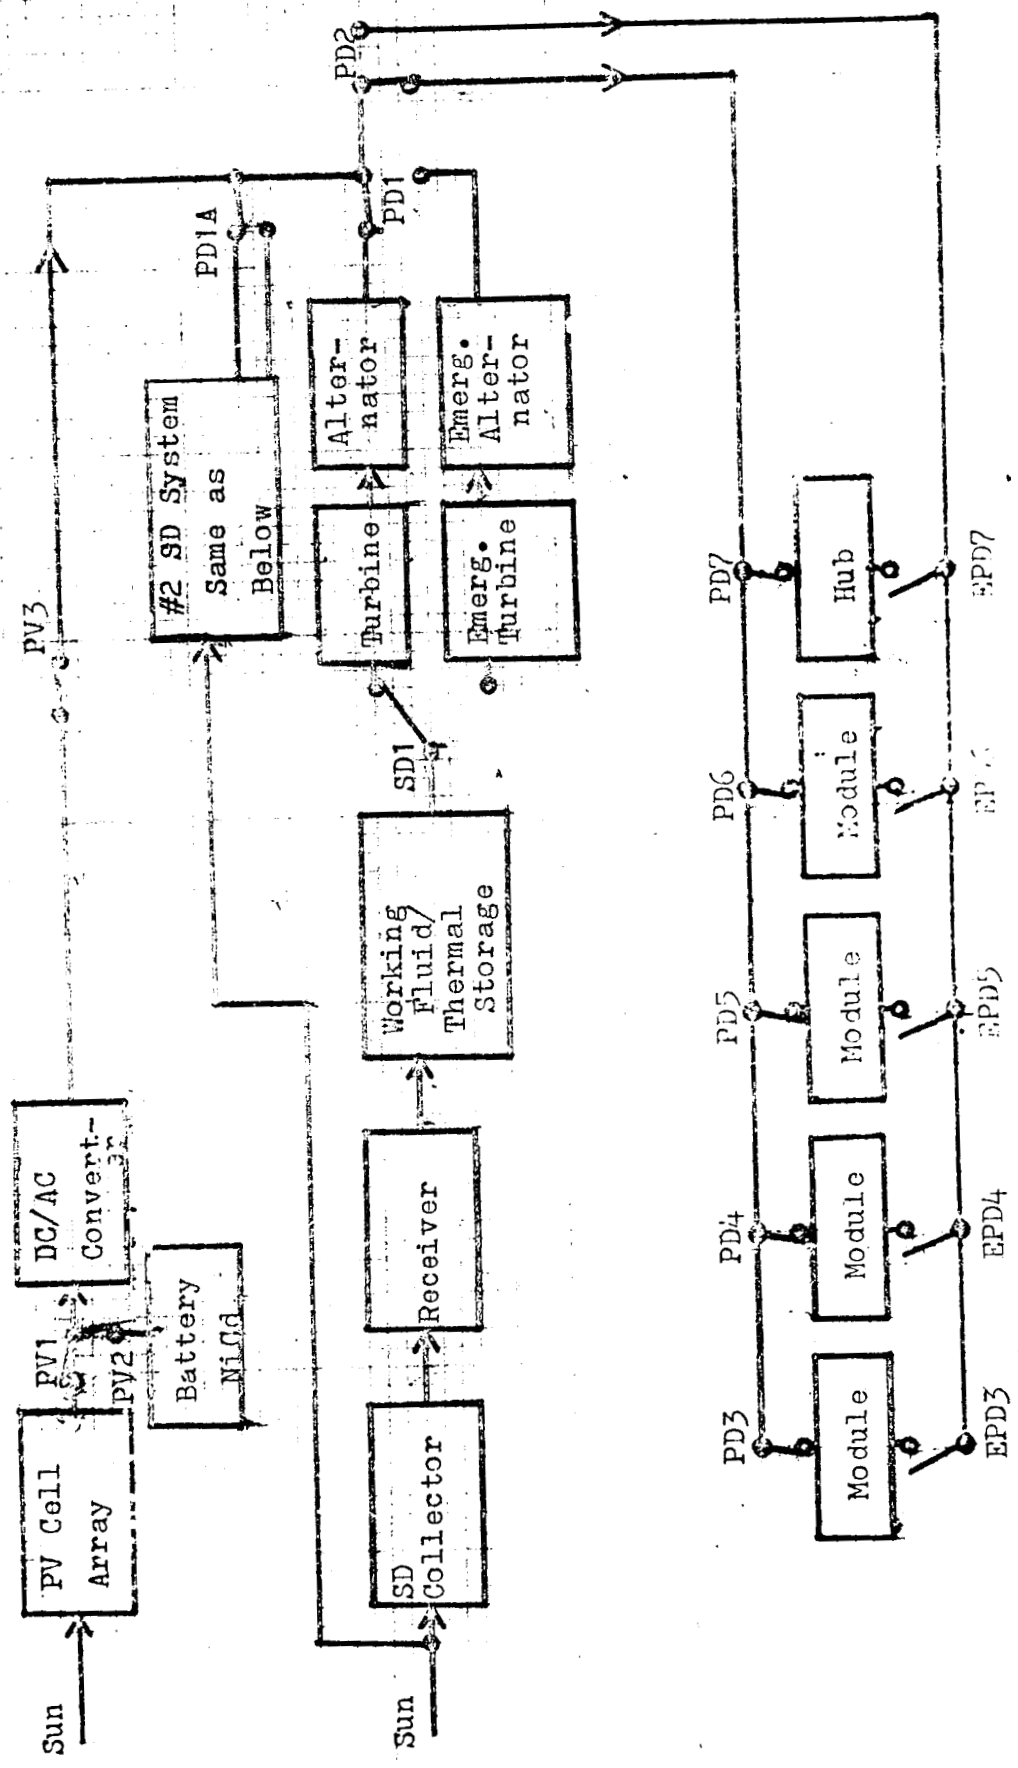 Sun
PV Cell
Array
PV1
PV2
Battery
NiCd
DC/AC
Convert-
er
PV3
#2 SD System
Same as
Below
PD1A
Sun
SD
Collector
Receiver
Working
Fluid/
Thermal
Storage
SD1
Turbine
Emerg.
Turbine
Alter-
nator
Emerg.
Alter-
nator
PD1
PD2
PD3
PD4
PD5
PD6
PD7
Module
Module
Module
Module
Hub
EPD3
EPD4
EPD5
EPD7